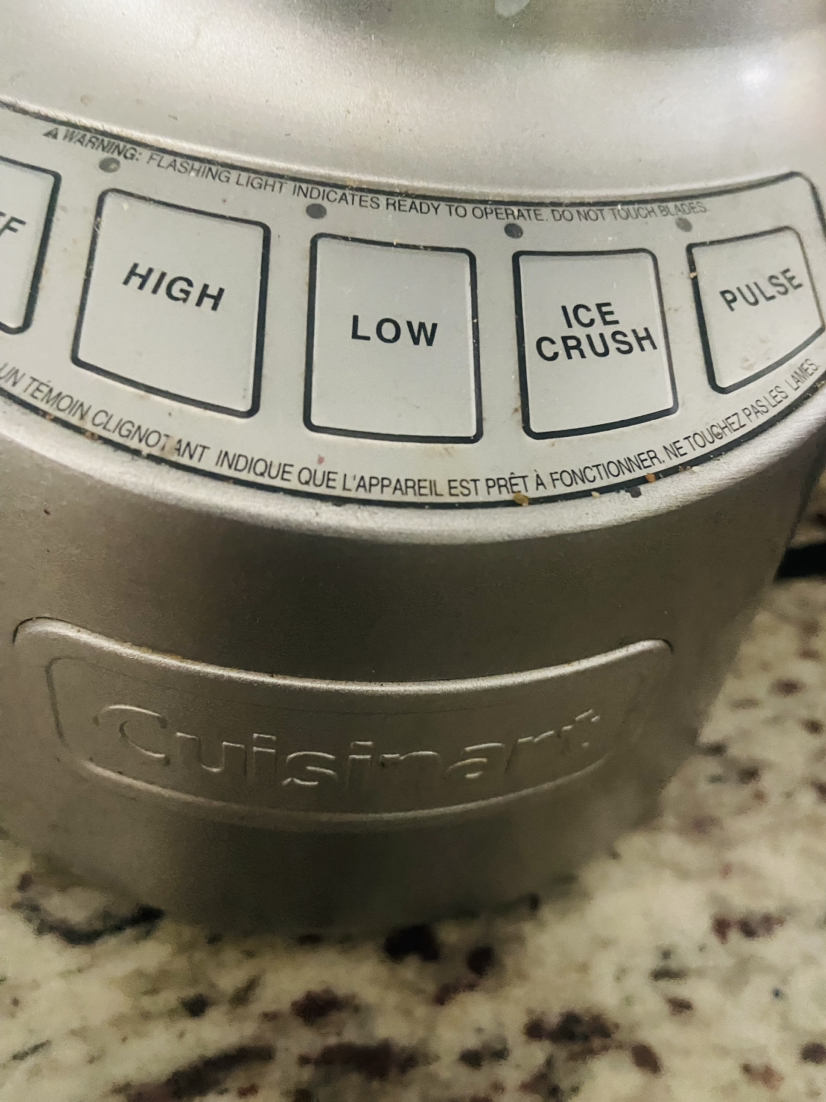 ⚠ WARNING: FLASHING LIGHT INDICATES READY TO OPERATE. DO NOT TOUCH BLADES.
HIGH
LOW
ICE
CRUSH
PULSE
UN TÉMOIN CLIGNOTANT INDIQUE QUE L'APPAREIL EST PRÊT À FONCTIONNER. NE TOUCHEZ PAS LES LAMES
Cuisinart